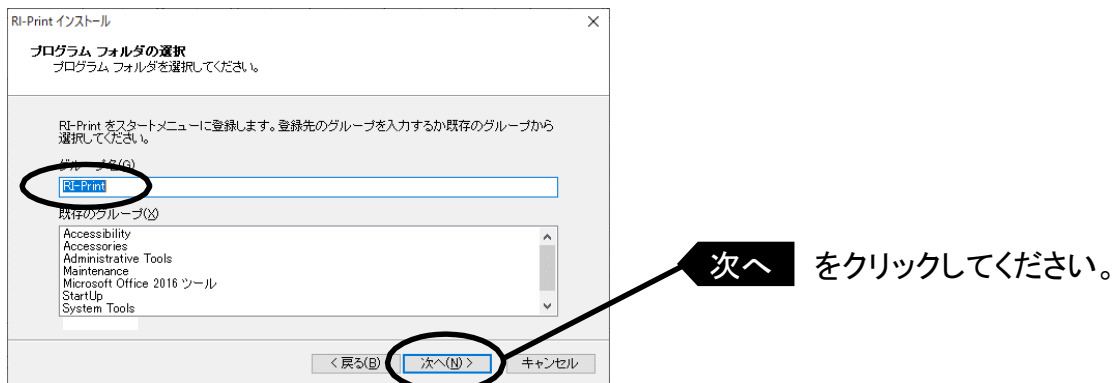 RI-Print インストール
プログラム フォルダの選択
プログラム フォルダを選択してください。
RI-Print をスタートメニューに登録します。登録先のグループを入力するか既存のグループから
選択してください。
グループ名(G)
RI-Print
既存のグループ(X)
Accessibility
Accessories
Administrative Tools
Maintenance
Microsoft Office 2016 ツール
StartUp
System Tools
次へ をクリックしてください。
< 戻る(B) 次へ(N) > キャンセル